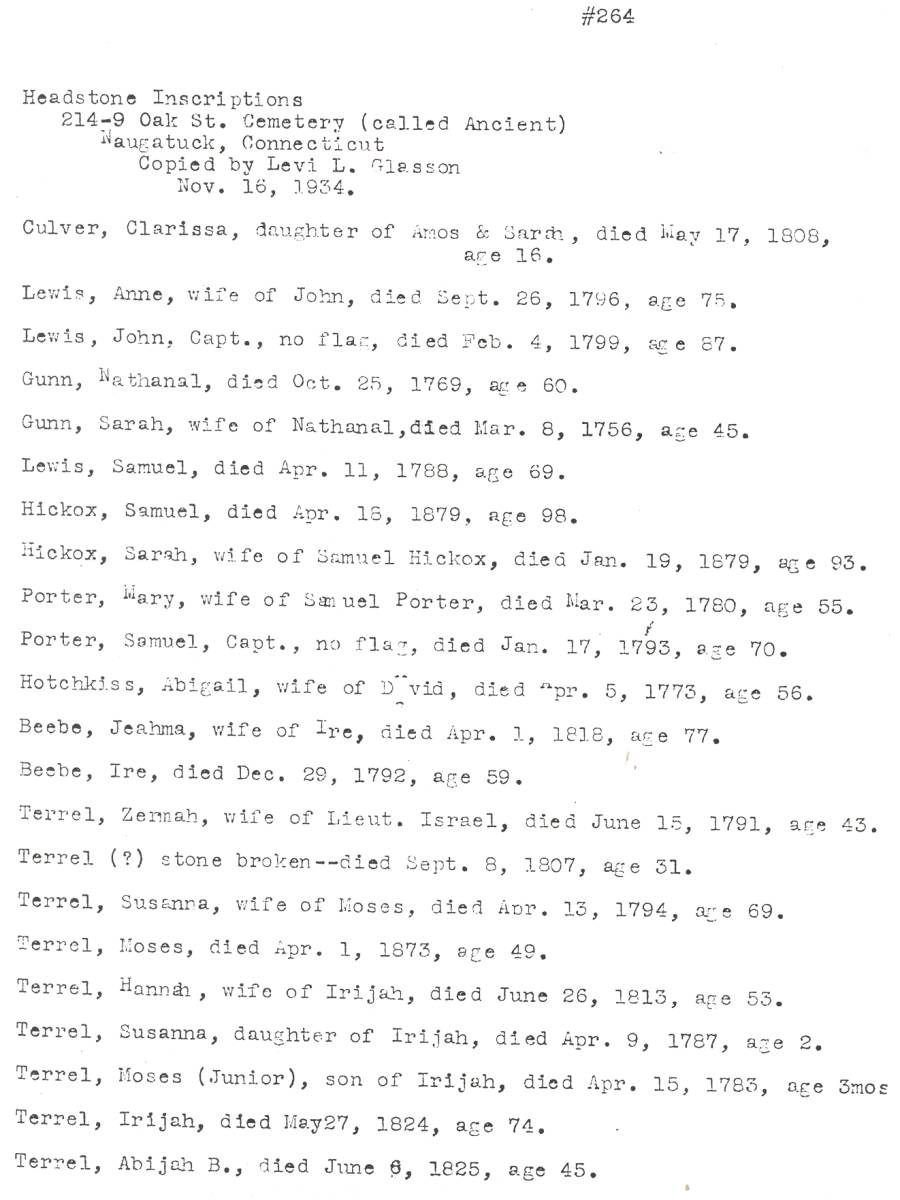 #264
Headstone Inscriptions
214-9 Oak St. Cemetery (called Ancient)
Naugatuck, Connecticut
Copied by Levi L. Glasson
Nov. 16, 1934.
Culver, Clarissa, daughter of Amos & Sarah, died May 17, 1808,
age 16.
Lewis, Anne, wife of John, died Sept. 26, 1796, age 75.
Lewis, John, Capt., no flag, died Feb. 4, 1799, age 87.
Gunn, Nathanal, died Oct. 25, 1769, age 60.
Gunn, Sarah, wife of Nathanal,died Mar. 8, 1756, age 45.
Lewis, Samuel, died Apr. 11, 1788, age 69.
Hickox, Samuel, died Apr. 18, 1879, age 98.
Hickox, Sarah, wife of Samuel Hickox, died Jan. 19, 1879, age 93.
Porter, Mary, wife of Samuel Porter, died Mar. 23, 1780, age 55.
Porter, Samuel, Capt., no flag, died Jan. 17, 1793, age 70.
Hotchkiss, Abigail, wife of David, died Apr. 5, 1773, age 56.
Beebe, Jeahma, wife of Ire, died Apr. 1, 1818, age 77.
Beebe, Ire, died Dec. 29, 1792, age 59.
Terrel, Zermah, wife of Lieut. Israel, died June 15, 1791, age 43.
Terrel (?) stone broken--died Sept. 8, 1807, age 31.
Terrel, Susanna, wife of Moses, died Apr. 13, 1794, age 69.
Terrel, Moses, died Apr. 1, 1873, age 49.
Terrel, Hannah, wife of Irijah, died June 26, 1813, age 53.
Terrel, Susanna, daughter of Irijah, died Apr. 9, 1787, age 2.
Terrel, Moses (Junior), son of Irijah, died Apr. 15, 1783, age 3mos
Terrel, Irijah, died May27, 1824, age 74.
Terrel, Abijah B., died June 6, 1825, age 45.